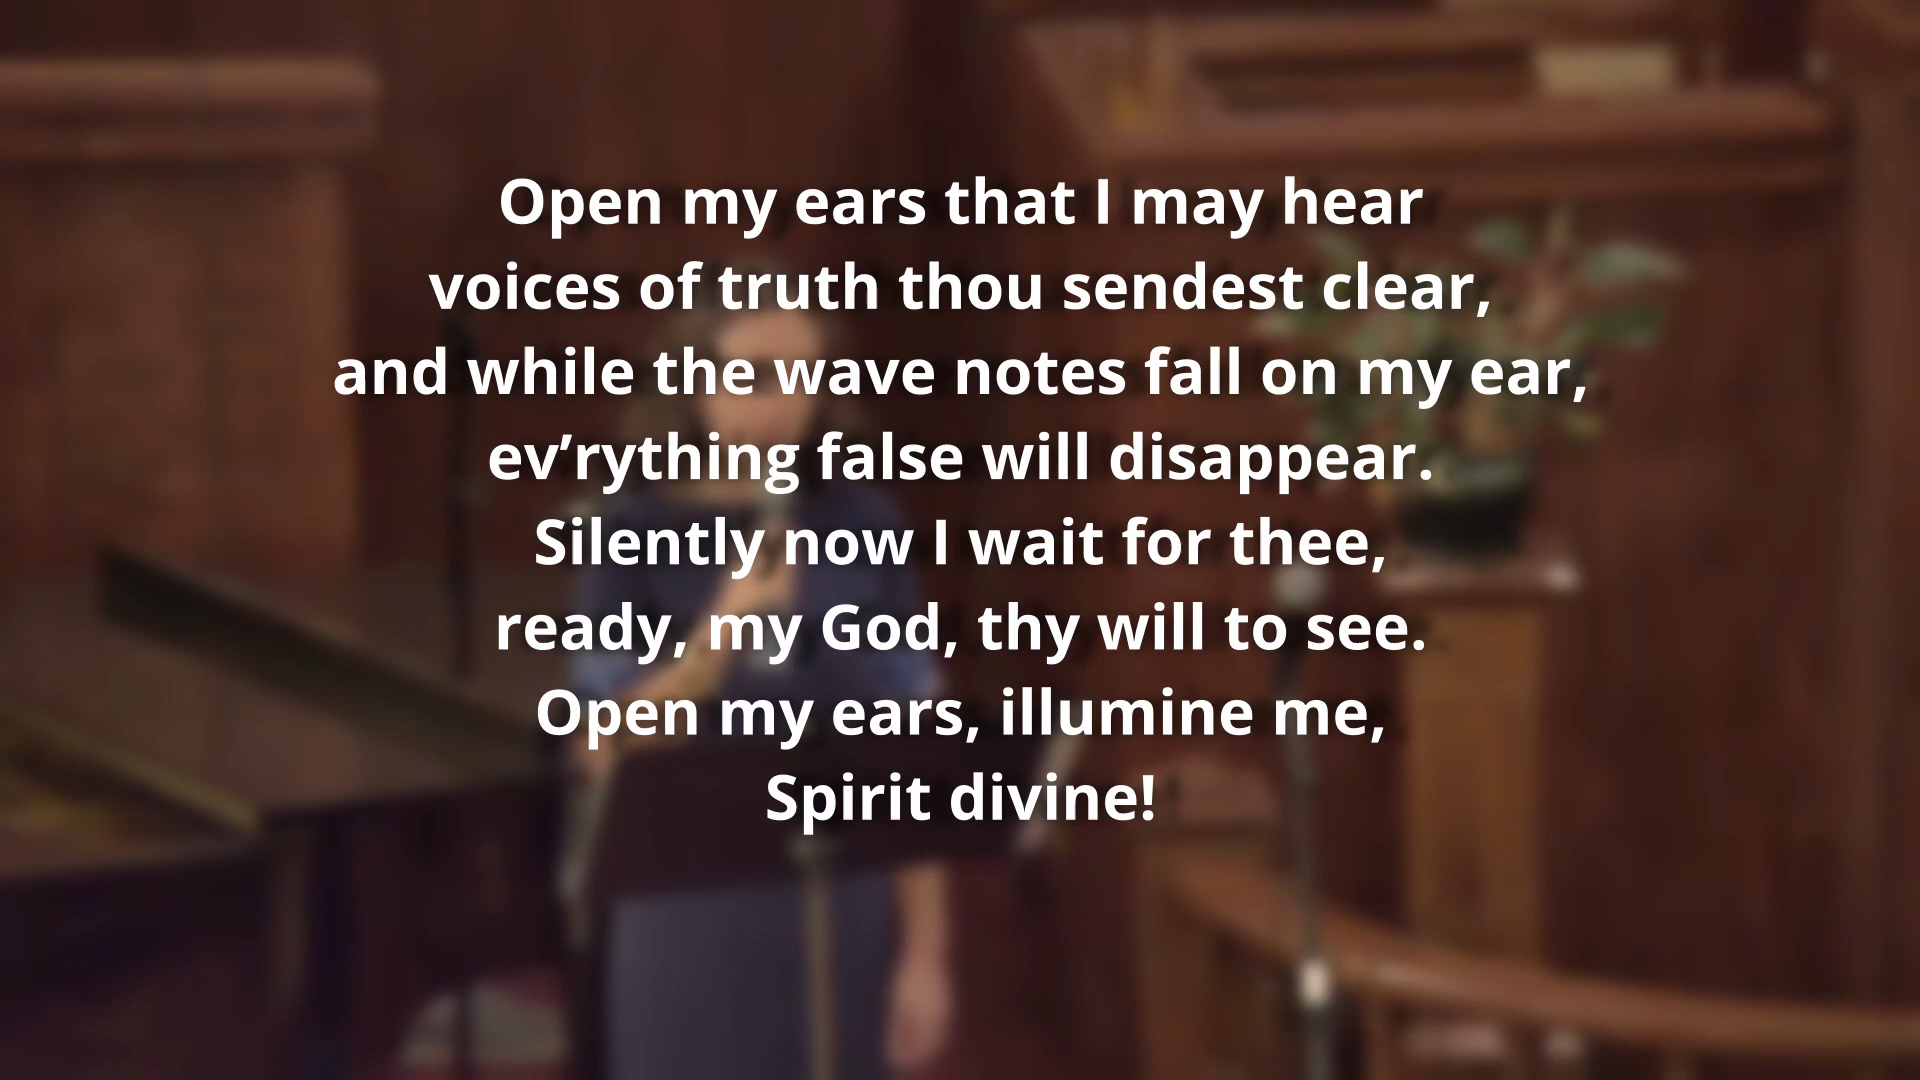 Open my ears that I may hear
voices of truth thou sendest clear,
and while the wave notes fall on my ear,
ev’rything false will disappear.
Silently now I wait for thee,
ready, my God, thy will to see.
Open my ears, illumine me,
Spirit divine!